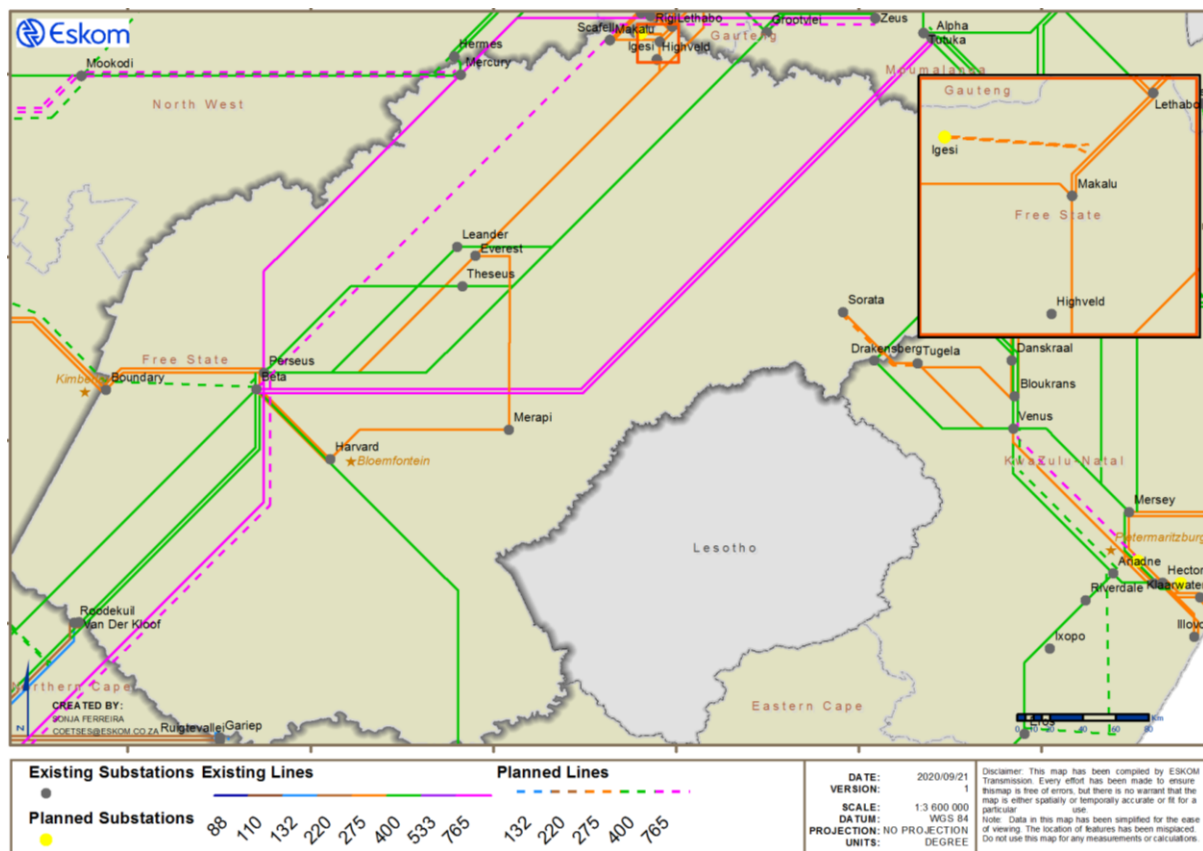 Eskom
Mookodi
Hermes
Mercury
North West
Scafell
Rigi
Lethabo
Makalu
Igesi
Highveld
Grootvlei
Gauteng
Zeus
Alpha
Tutuka
Gauteng
Lethabo
Igesi
Makalu
Free State
Highveld
Leander
Everest
Theseus
Free State
Perseus
Beta
Boundary
Harvard
Bloemfontein
Merapi
Sorata
Drakensberg
Tugela
Danskraal
Bloukrans
Venus
KwaZulu-Natal
Mersey
Pietermaritzburg
Ariadne
Hector
Riverdale
Klaarwater
Illovo
Ixopo
Eros
Lesotho
Eastern Cape
Roodekuil
Van Der Kloof
Northern Cape
Ruigtevallei
Gariep
N
CREATED BY:
SONJA FERREIRA
COETSES@ESKOM.CO.ZA
0 10 20 40 60 80 Km
Existing Substations
Planned Substations
Existing Lines
88 110 132 220 275 400 533 765
Planned Lines
132 220 275 400 765
DATE: 2020/09/21
VERSION: 1
SCALE: 1:3 600 000
DATUM: WGS 84
PROJECTION: NO PROJECTION
UNITS: DEGREE
Disclaimer: This map has been compiled by ESKOM
Transmission. Every effort has been made to ensure
thismap is free of errors, but there is no warrant that the
map is either spatially or temporally accurate or fit for a
particular use.
Note: Data in this map has been simplified for the ease
of viewing. The location of features has been misplaced.
Do not use this map for any measurements or calculations.